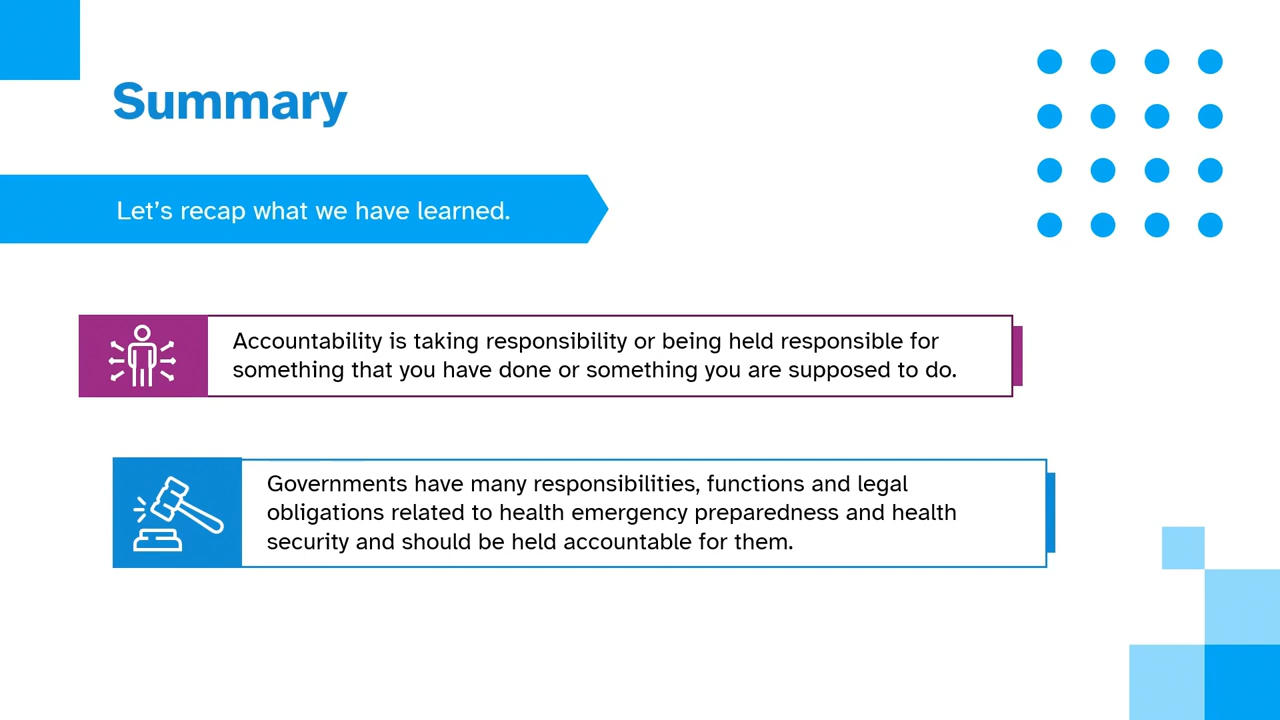 Summary
Let’s recap what we have learned.
Accountability is taking responsibility or being held responsible for
something that you have done or something you are supposed to do.
Governments have many responsibilities, functions and legal
obligations related to health emergency preparedness and health
security and should be held accountable for them.